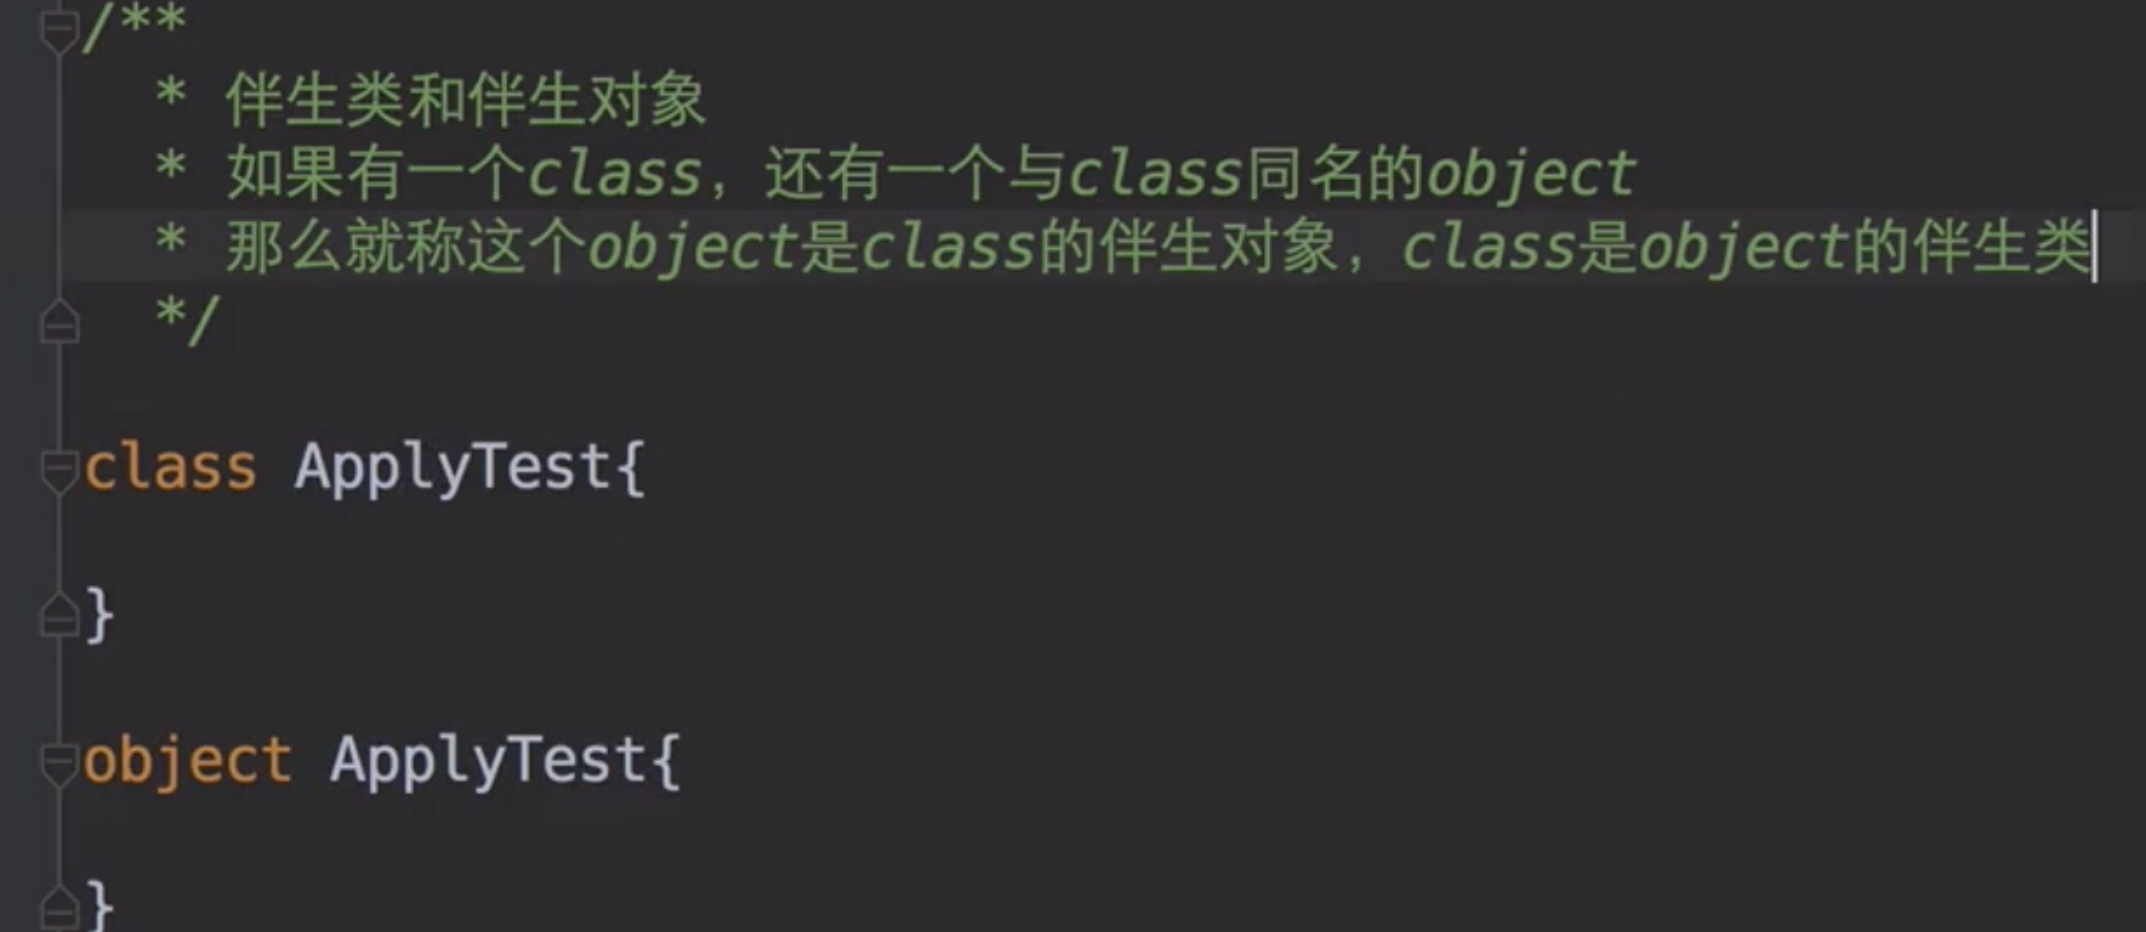 /**
* 伴生类和伴生对象
* 如果有一个class，还有一个与class同名的object
* 那么就称这个object是class的伴生对象，class是object的伴生类
*/
class ApplyTest{
}
object ApplyTest{
}